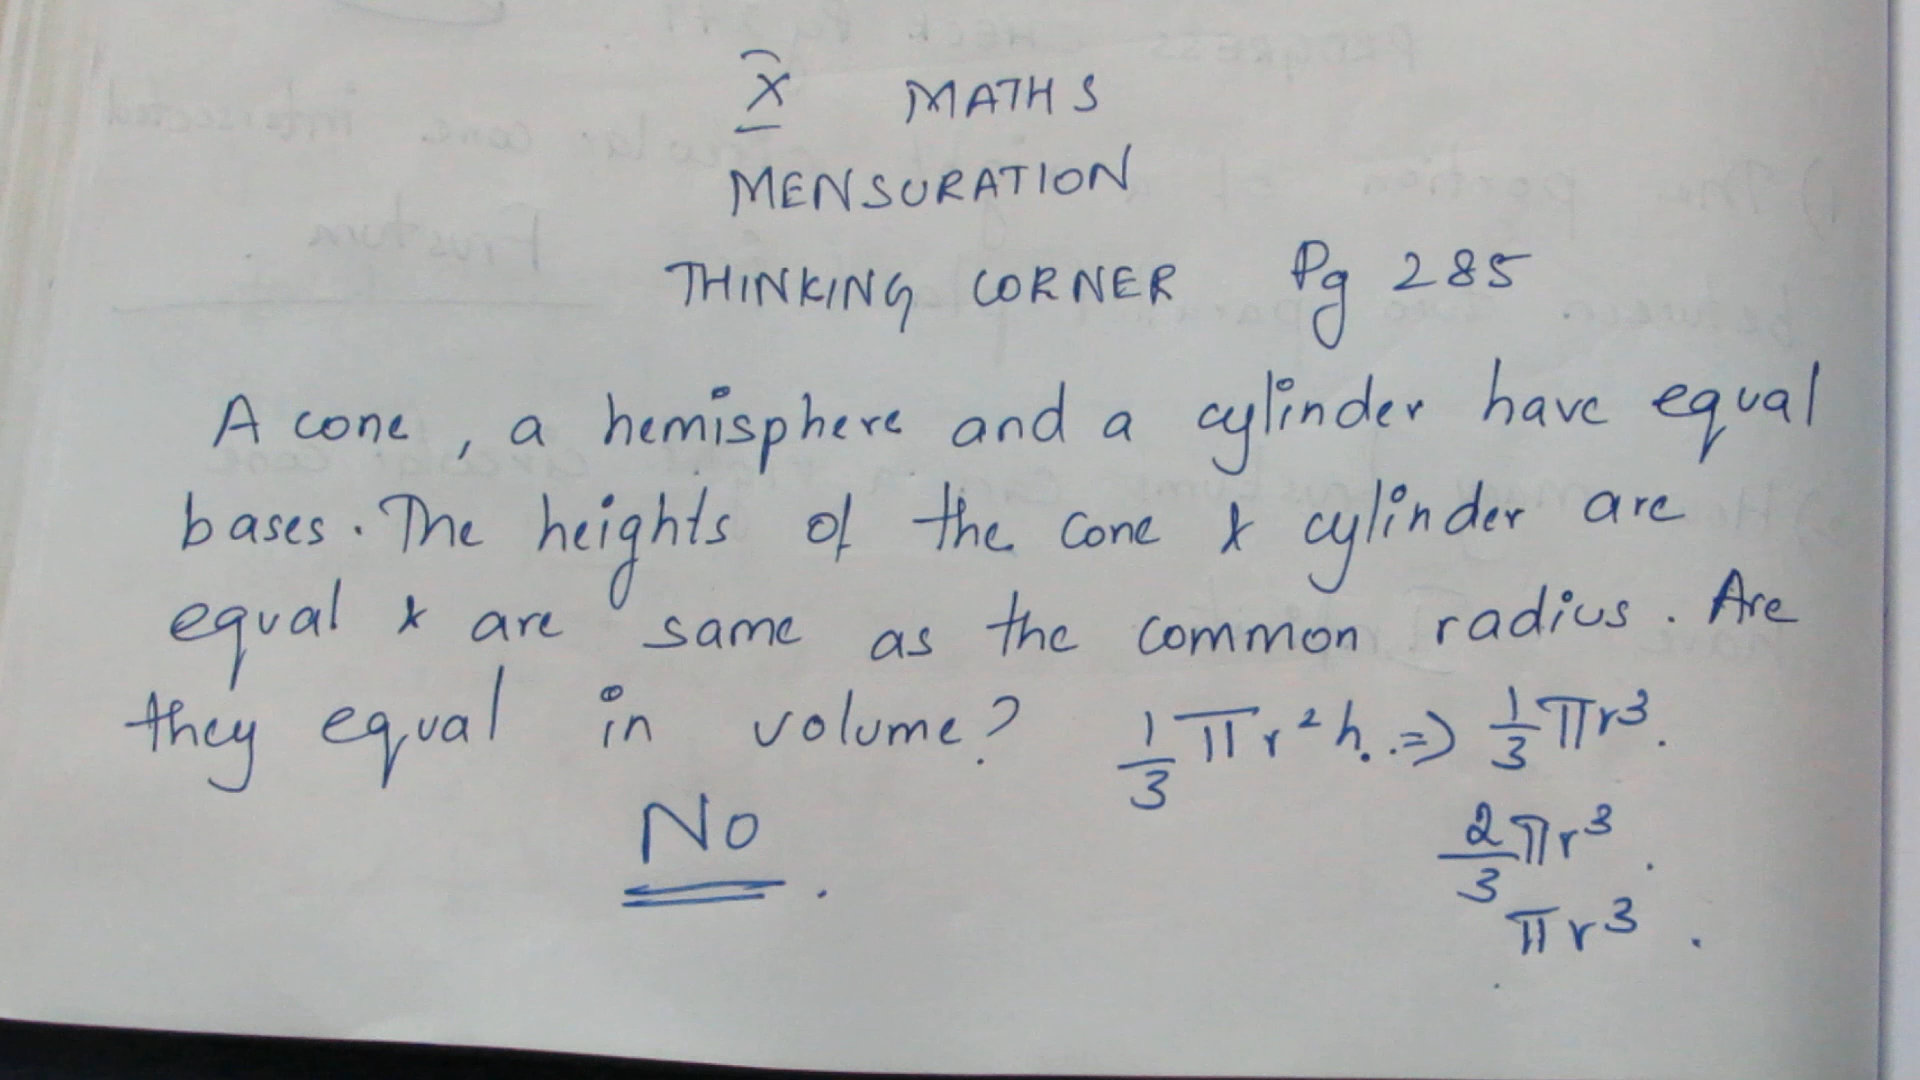 X MATHS
MENSURATION
THINKING CORNER Pg 285
A cone, a hemisphere and a cylinder have equal
bases. The heights of the cone & cylinder are
equal & are same as the common radius. Are
they equal in volume? 1/3 πr²h. => 1/3 πr³.
No. 2/3 πr³.
πr³.